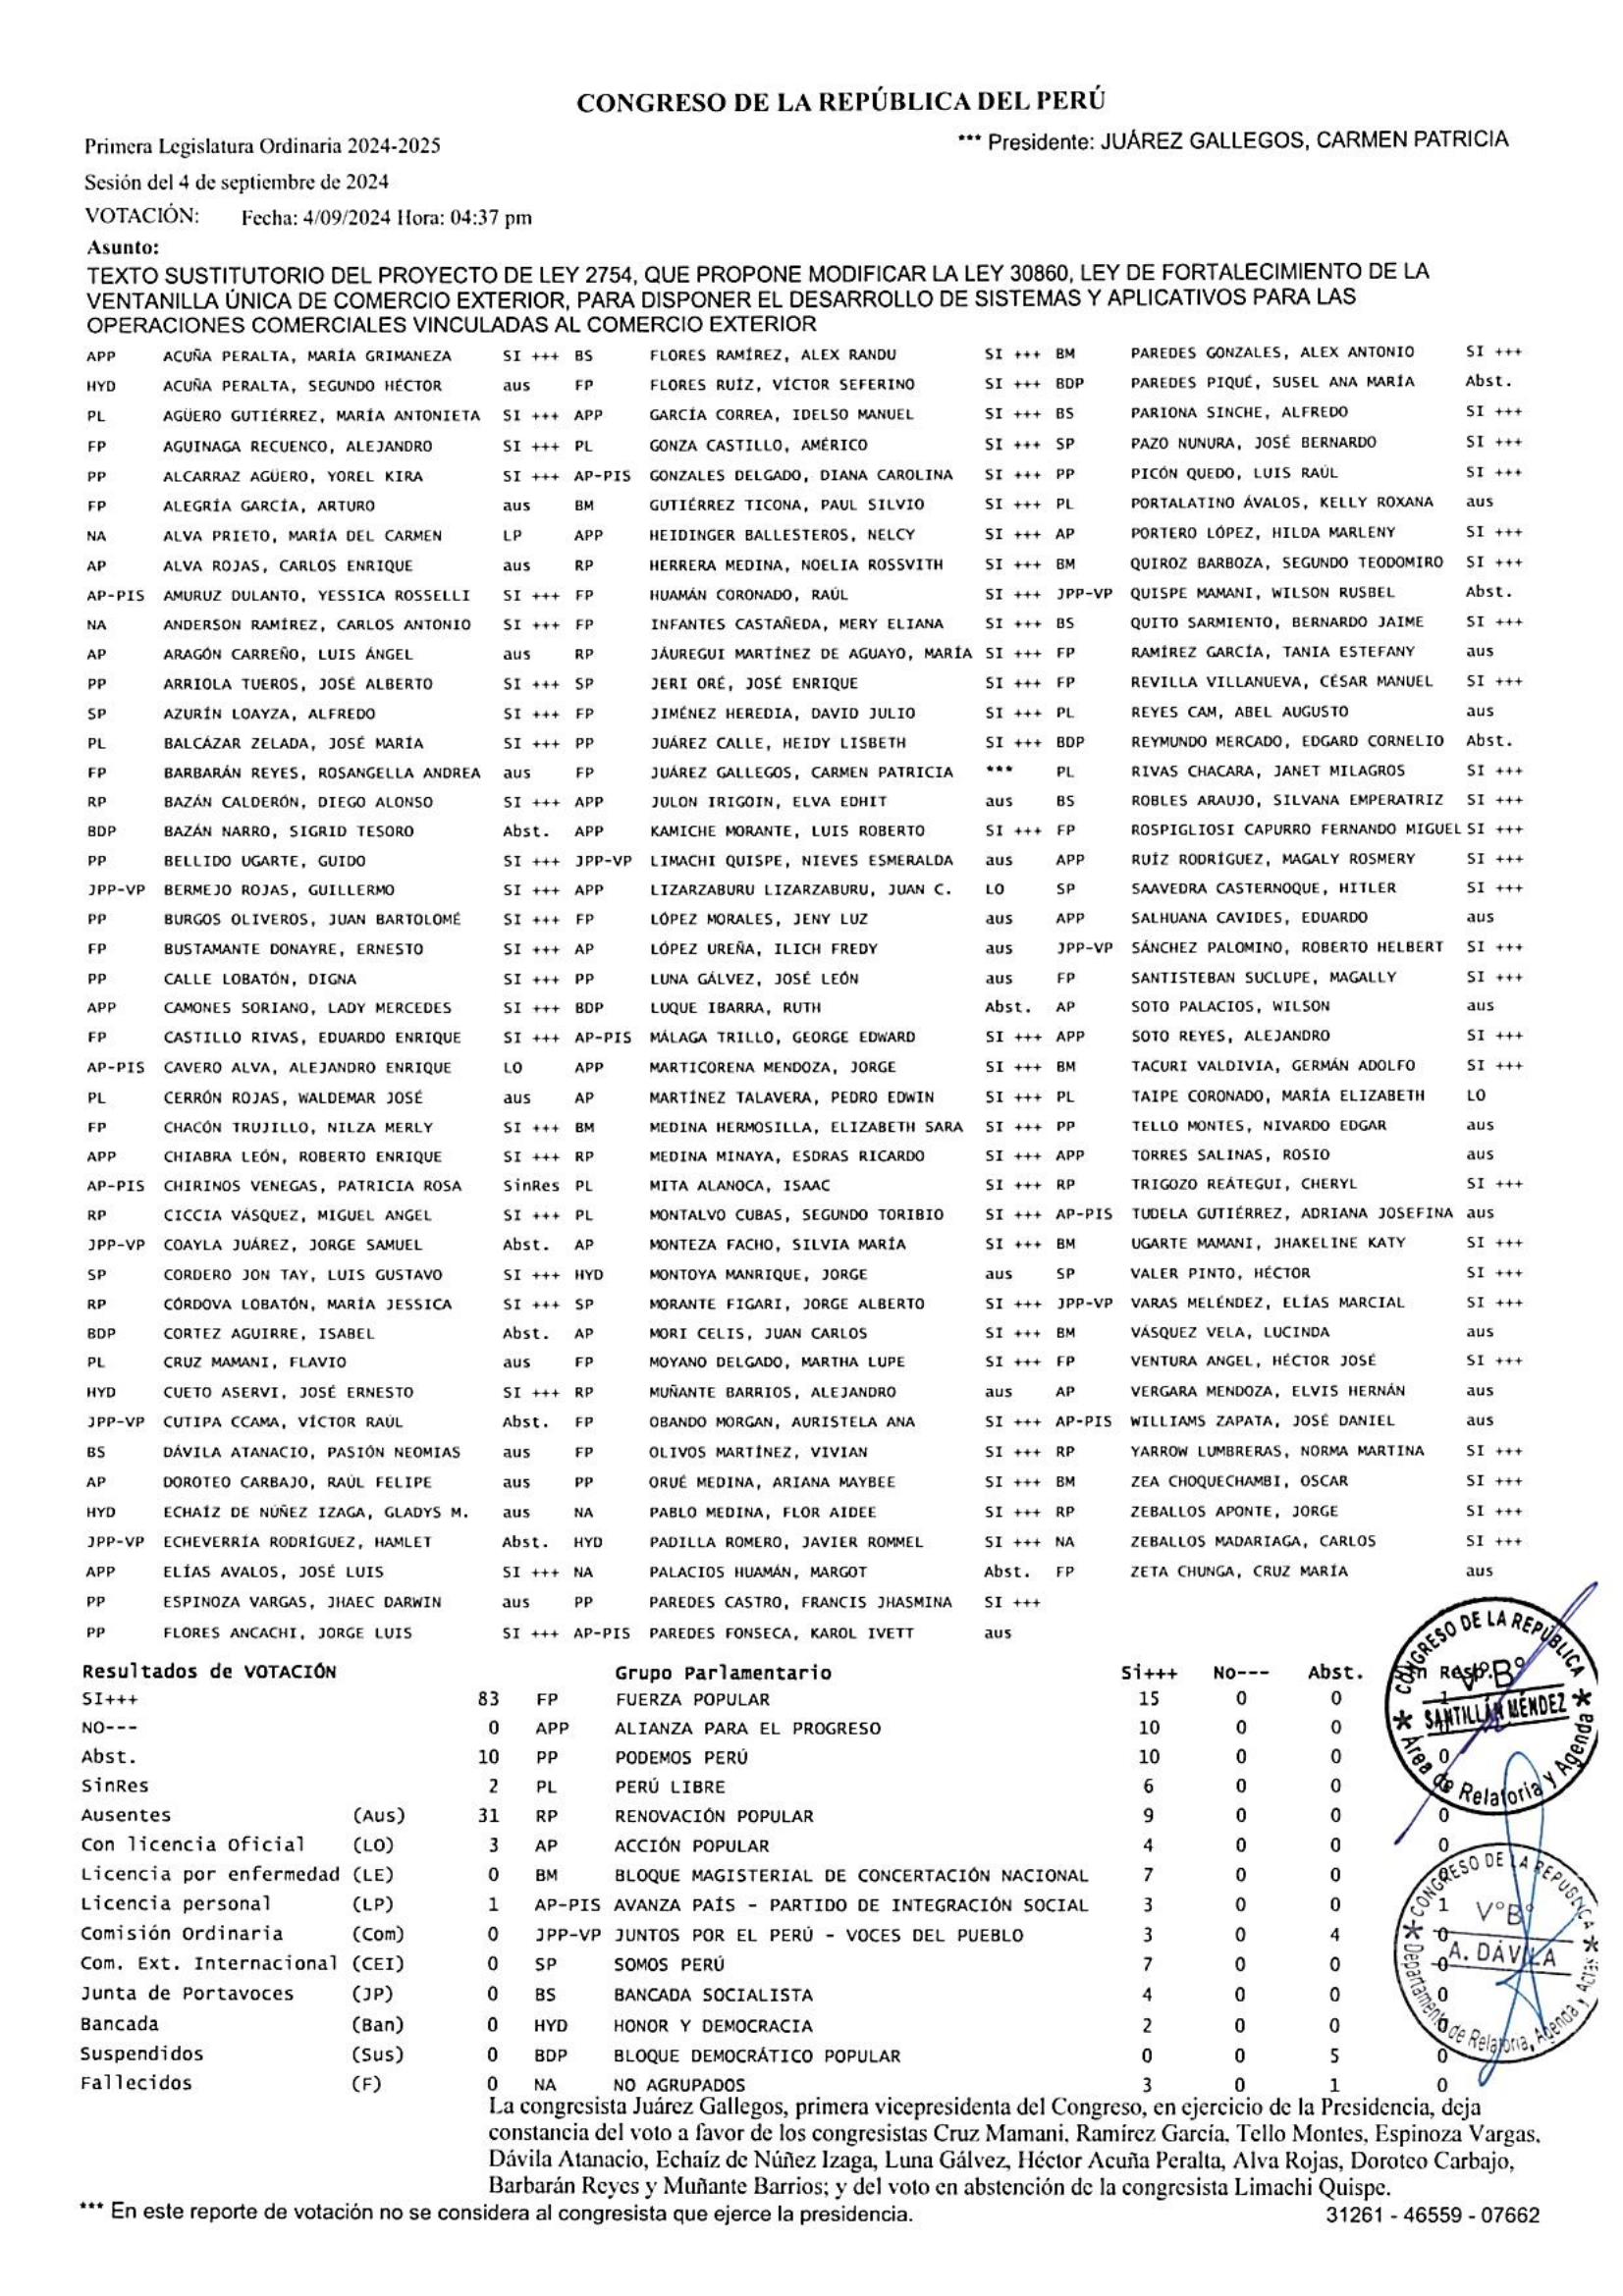 CONGRESO DE LA REPÚBLICA DEL PERÚ
Primera Legislatura Ordinaria 2024-2025 *** Presidente: JUÁREZ GALLEGOS, CARMEN PATRICIA
Sesión del 4 de septiembre de 2024
VOTACIÓN: Fecha: 4/09/2024 Hora: 04:37 pm
Asunto:
TEXTO SUSTITUTORIO DEL PROYECTO DE LEY 2754, QUE PROPONE MODIFICAR LA LEY 30860, LEY DE FORTALECIMIENTO DE LA
VENTANILLA ÚNICA DE COMERCIO EXTERIOR, PARA DISPONER EL DESARROLLO DE SISTEMAS Y APLICATIVOS PARA LAS
OPERACIONES COMERCIALES VINCULADAS AL COMERCIO EXTERIOR
APP ACUÑA PERALTA, MARÍA GRIMANEZA SI +++ BS FLORES RAMÍREZ, ALEX RANDU SI +++ BM PAREDES GONZALES, ALEX ANTONIO SI +++
HYD ACUÑA PERALTA, SEGUNDO HÉCTOR aus FP FLORES RUÍZ, VÍCTOR SEFERINO SI +++ BDP PAREDES PIQUÉ, SUSEL ANA MARÍA Abst.
PL AGÜERO GUTIÉRREZ, MARÍA ANTONIETA SI +++ APP GARCÍA CORREA, IDELSO MANUEL SI +++ BS PARIONA SINCHE, ALFREDO SI +++
FP AGUINAGA RECUENCO, ALEJANDRO SI +++ PL GONZA CASTILLO, AMÉRICO SI +++ SP PAZO NUNURA, JOSÉ BERNARDO SI +++
PP ALCARRAZ AGÜERO, YOREL KIRA SI +++ AP-PIS GONZALES DELGADO, DIANA CAROLINA SI +++ PP PICÓN QUEDO, LUIS RAÚL SI +++
FP ALEGRÍA GARCÍA, ARTURO aus BM GUTIÉRREZ TICONA, PAUL SILVIO SI +++ PL PORTALATINO ÁVALOS, KELLY ROXANA aus
NA ALVA PRIETO, MARÍA DEL CARMEN LP APP HEIDINGER BALLESTEROS, NELCY SI +++ AP PORTERO LÓPEZ, HILDA MARLENY SI +++
AP ALVA ROJAS, CARLOS ENRIQUE aus RP HERRERA MEDINA, NOELIA ROSSVITH SI +++ BM QUIROZ BARBOZA, SEGUNDO TEODOMIRO SI +++
AP-PIS AMURUZ DULANTO, YESSICA ROSSELLI SI +++ FP HUAMÁN CORONADO, RAÚL SI +++ JPP-VP QUISPE MAMANI, WILSON RUSBEL Abst.
NA ANDERSON RAMÍREZ, CARLOS ANTONIO SI +++ FP INFANTES CASTAÑEDA, MERY ELIANA SI +++ BS QUITO SARMIENTO, BERNARDO JAIME SI +++
AP ARAGÓN CARREÑO, LUIS ÁNGEL aus RP JÁUREGUI MARTÍNEZ DE AGUAYO, MARÍA SI +++ FP RAMÍREZ GARCÍA, TANIA ESTEFANY aus
PP ARRIOLA TUEROS, JOSÉ ALBERTO SI +++ SP JERI ORÉ, JOSÉ ENRIQUE SI +++ FP REVILLA VILLANUEVA, CÉSAR MANUEL SI +++
SP AZURÍN LOAYZA, ALFREDO SI +++ FP JIMÉNEZ HEREDIA, DAVID JULIO SI +++ PL REYES CAM, ABEL AUGUSTO aus
PL BALCÁZAR ZELADA, JOSÉ MARÍA SI +++ PP JUÁREZ CALLE, HEIDY LISBETH SI +++ BDP REYMUNDO MERCADO, EDGARD CORNELIO Abst.
FP BARBARÁN REYES, ROSANGELLA ANDREA aus FP JUÁREZ GALLEGOS, CARMEN PATRICIA *** PL RIVAS CHACARA, JANET MILAGROS SI +++
RP BAZÁN CALDERÓN, DIEGO ALONSO SI +++ APP JULON IRIGOIN, ELVA EDHIT aus BS ROBLES ARAUJO, SILVANA EMPERATRIZ SI +++
BDP BAZÁN NARRO, SIGRID TESORO Abst. APP KAMICHE MORANTE, LUIS ROBERTO SI +++ FP ROSPIGLIOSI CAPURRO FERNANDO MIGUEL SI +++
PP BELLIDO UGARTE, GUIDO SI +++ JPP-VP LIMACHI QUISPE, NIEVES ESMERALDA aus APP RUÍZ RODRÍGUEZ, MAGALY ROSMERY SI +++
JPP-VP BERMEJO ROJAS, GUILLERMO SI +++ APP LIZARZABURU LIZARZABURU, JUAN C. LO SP SAAVEDRA CASTERNOQUE, HITLER SI +++
PP BURGOS OLIVEROS, JUAN BARTOLOMÉ SI +++ FP LÓPEZ MORALES, JENY LUZ aus APP SALHUANA CAVIDES, EDUARDO aus
FP BUSTAMANTE DONAYRE, ERNESTO SI +++ AP LÓPEZ UREÑA, ILICH FREDY aus JPP-VP SÁNCHEZ PALOMINO, ROBERTO HELBERT SI +++
PP CALLE LOBATÓN, DIGNA SI +++ PP LUNA GÁLVEZ, JOSÉ LEÓN aus FP SANTISTEBAN SUCLUPE, MAGALLY SI +++
APP CAMONES SORIANO, LADY MERCEDES SI +++ BDP LUQUE IBARRA, RUTH Abst. AP SOTO PALACIOS, WILSON aus
FP CASTILLO RIVAS, EDUARDO ENRIQUE SI +++ AP-PIS MÁLAGA TRILLO, GEORGE EDWARD SI +++ APP SOTO REYES, ALEJANDRO SI +++
AP-PIS CAVERO ALVA, ALEJANDRO ENRIQUE LO APP MARTICORENA MENDOZA, JORGE SI +++ BM TACURI VALDIVIA, GERMÁN ADOLFO SI +++
PL CERRÓN ROJAS, WALDEMAR JOSÉ aus AP MARTÍNEZ TALAVERA, PEDRO EDWIN SI +++ PL TAIPE CORONADO, MARÍA ELIZABETH LO
FP CHACÓN TRUJILLO, NILZA MERLY SI +++ BM MEDINA HERMOSILLA, ELIZABETH SARA SI +++ PP TELLO MONTES, NIVARDO EDGAR aus
APP CHIABRA LEÓN, ROBERTO ENRIQUE SI +++ RP MEDINA MINAYA, ESDRAS RICARDO SI +++ APP TORRES SALINAS, ROSIO aus
AP-PIS CHIRINOS VENEGAS, PATRICIA ROSA SinRes PL MITA ALANOCA, ISAAC SI +++ RP TRIGOZO REÁTEGUI, CHERYL SI +++
RP CICCIA VÁSQUEZ, MIGUEL ANGEL SI +++ PL MONTALVO CUBAS, SEGUNDO TORIBIO SI +++ AP-PIS TUDELA GUTIÉRREZ, ADRIANA JOSEFINA aus
JPP-VP COAYLA JUÁREZ, JORGE SAMUEL Abst. AP MONTEZA FACHO, SILVIA MARÍA SI +++ BM UGARTE MAMANI, JHAKELINE KATY SI +++
SP CORDERO JON TAY, LUIS GUSTAVO SI +++ HYD MONTOYA MANRIQUE, JORGE aus SP VALER PINTO, HÉCTOR SI +++
RP CÓRDOVA LOBATÓN, MARÍA JESSICA SI +++ SP MORANTE FIGARI, JORGE ALBERTO SI +++ JPP-VP VARAS MELÉNDEZ, ELÍAS MARCIAL SI +++
BDP CORTEZ AGUIRRE, ISABEL Abst. AP MORI CELIS, JUAN CARLOS SI +++ BM VÁSQUEZ VELA, LUCINDA aus
PL CRUZ MAMANI, FLAVIO aus FP MOYANO DELGADO, MARTHA LUPE SI +++ FP VENTURA ANGEL, HÉCTOR JOSÉ SI +++
HYD CUETO ASERVI, JOSÉ ERNESTO SI +++ RP MUÑANTE BARRIOS, ALEJANDRO aus AP VERGARA MENDOZA, ELVIS HERNÁN aus
JPP-VP CUTIPA CCAMA, VÍCTOR RAÚL Abst. FP OBANDO MORGAN, AURISTELA ANA SI +++ AP-PIS WILLIAMS ZAPATA, JOSÉ DANIEL aus
BS DÁVILA ATANACIO, PASIÓN NEOMIAS aus FP OLIVOS MARTÍNEZ, VIVIAN SI +++ RP YARROW LUMBRERAS, NORMA MARTINA SI +++
AP DOROTEO CARBAJO, RAÚL FELIPE aus PP ORUÉ MEDINA, ARIANA MAYBEE SI +++ BM ZEA CHOQUECHAMBI, OSCAR SI +++
HYD ECHAÍZ DE NÚÑEZ IZAGA, GLADYS M. aus NA PABLO MEDINA, FLOR AIDEE SI +++ RP ZEBALLOS APONTE, JORGE SI +++
JPP-VP ECHEVERRÍA RODRÍGUEZ, HAMLET Abst. HYD PADILLA ROMERO, JAVIER ROMMEL SI +++ NA ZEBALLOS MADARIAGA, CARLOS SI +++
APP ELÍAS AVALOS, JOSÉ LUIS SI +++ NA PALACIOS HUAMÁN, MARGOT Abst. FP ZETA CHUNGA, CRUZ MARÍA aus
PP ESPINOZA VARGAS, JHAEC DARWIN aus PP PAREDES CASTRO, FRANCIS JHASMINA SI +++
PP FLORES ANCACHI, JORGE LUIS SI +++ AP-PIS PAREDES FONSECA, KAROL IVETT aus
Resultados de VOTACIÓN Grupo Parlamentario Si+++ No--- Abst. Resp.
SI+++ 83 FP FUERZA POPULAR 15 0 0 1
NO--- 0 APP ALIANZA PARA EL PROGRESO 10 0 0
Abst. 10 PP PODEMOS PERÚ 10 0 0 0
SinRes 2 PL PERÚ LIBRE 6 0 0 0
Ausentes (Aus) 31 RP RENOVACIÓN POPULAR 9 0 0 0
Con licencia Oficial (LO) 3 AP ACCIÓN POPULAR 4 0 0 0
Licencia por enfermedad (LE) 0 BM BLOQUE MAGISTERIAL DE CONCERTACIÓN NACIONAL 7 0 0 0
Licencia personal (LP) 1 AP-PIS AVANZA PAÍS - PARTIDO DE INTEGRACIÓN SOCIAL 3 0 0 1
Comisión Ordinaria (Com) 0 JPP-VP JUNTOS POR EL PERÚ - VOCES DEL PUEBLO 3 0 4 0
Com. Ext. Internacional (CEI) 0 SP SOMOS PERÚ 7 0 0 0
Junta de Portavoces (JP) 0 BS BANCADA SOCIALISTA 4 0 0 0
Bancada (Ban) 0 HYD HONOR Y DEMOCRACIA 2 0 0 0
Suspendidos (Sus) 0 BDP BLOQUE DEMOCRÁTICO POPULAR 0 0 5 0
Fallecidos (F) 0 NA NO AGRUPADOS 3 0 1 0
CONGRESO DE LA REPÚBLICA
V°B°
SANTILLÁN MÉNDEZ
Área de Relatoría y Agenda
CONGRESO DE LA REPÚBLICA
V°B°
A. DÁVILA
Departamento de Relatoría, Agenda y Actas
La congresista Juárez Gallegos, primera vicepresidenta del Congreso, en ejercicio de la Presidencia, deja
constancia del voto a favor de los congresistas Cruz Mamani, Ramírez García, Tello Montes, Espinoza Vargas,
Dávila Atanacio, Echaíz de Núñez Izaga, Luna Gálvez, Héctor Acuña Peralta, Alva Rojas, Doroteo Carbajo,
Barbarán Reyes y Muñante Barrios; y del voto en abstención de la congresista Limachi Quispe.
*** En este reporte de votación no se considera al congresista que ejerce la presidencia. 31261 - 46559 - 07662